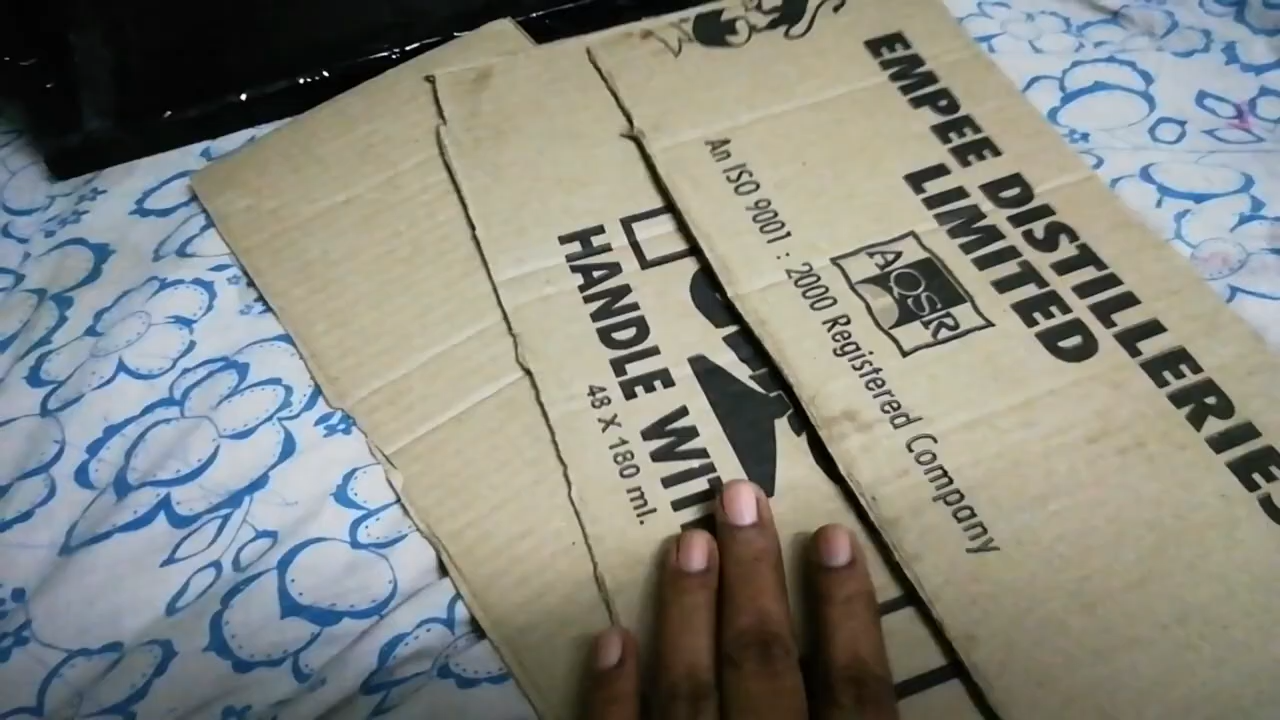 EMPEE DISTILLERIES
LIMITED
AQSR
An ISO 9001 : 2000 Registered Company
HANDLE WIT
48 X 180 ml.